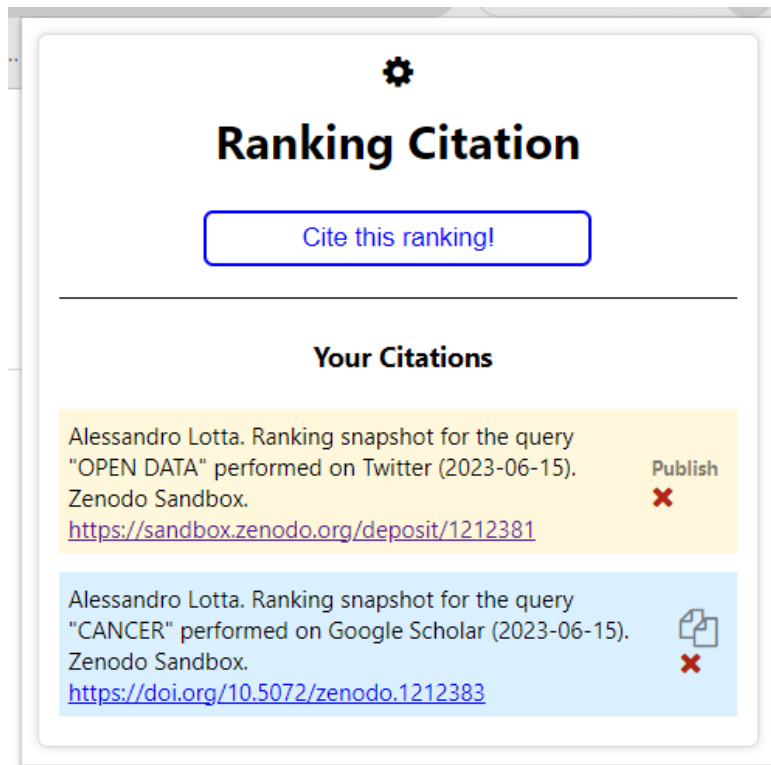 Ranking Citation
Cite this ranking!
Your Citations
Alessandro Lotta. Ranking snapshot for the query
"OPEN DATA" performed on Twitter (2023-06-15).
Zenodo Sandbox.
https://sandbox.zenodo.org/deposit/1212381
Publish
Alessandro Lotta. Ranking snapshot for the query
"CANCER" performed on Google Scholar (2023-06-15).
Zenodo Sandbox.
https://doi.org/10.5072/zenodo.1212383